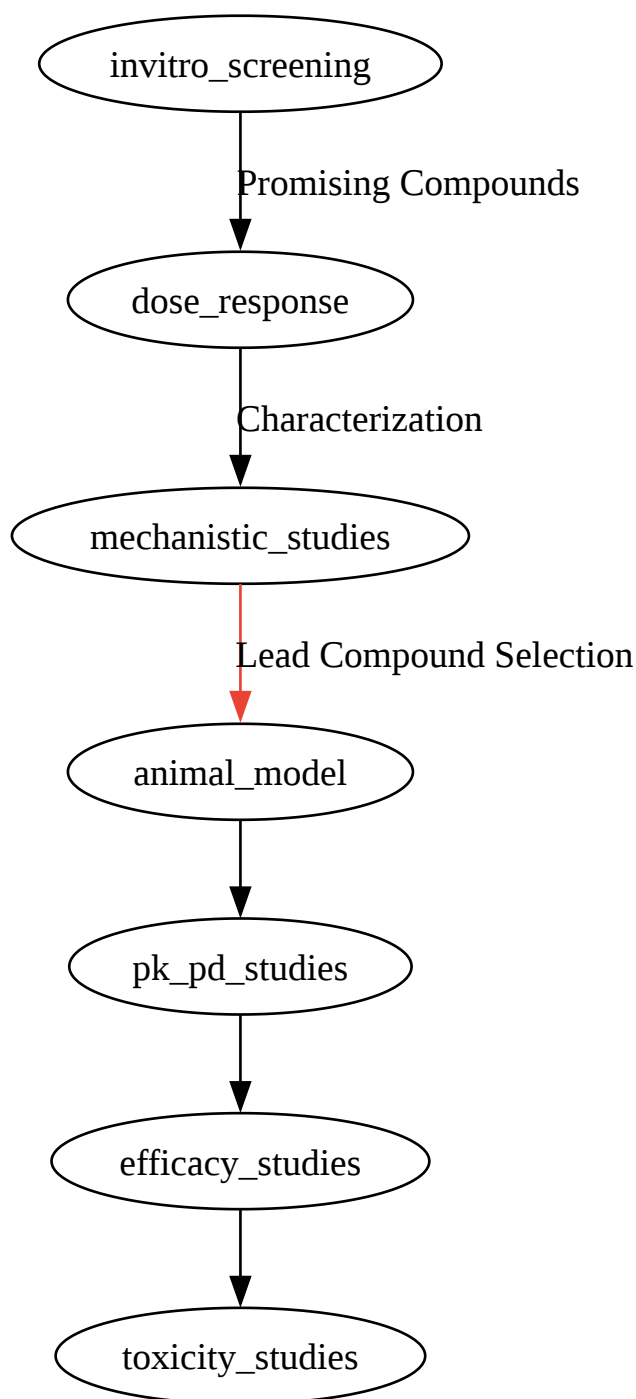 invitro_screening
Promising Compounds
dose_response
Characterization
mechanistic_studies
Lead Compound Selection
animal_model
pk_pd_studies
efficacy_studies
toxicity_studies